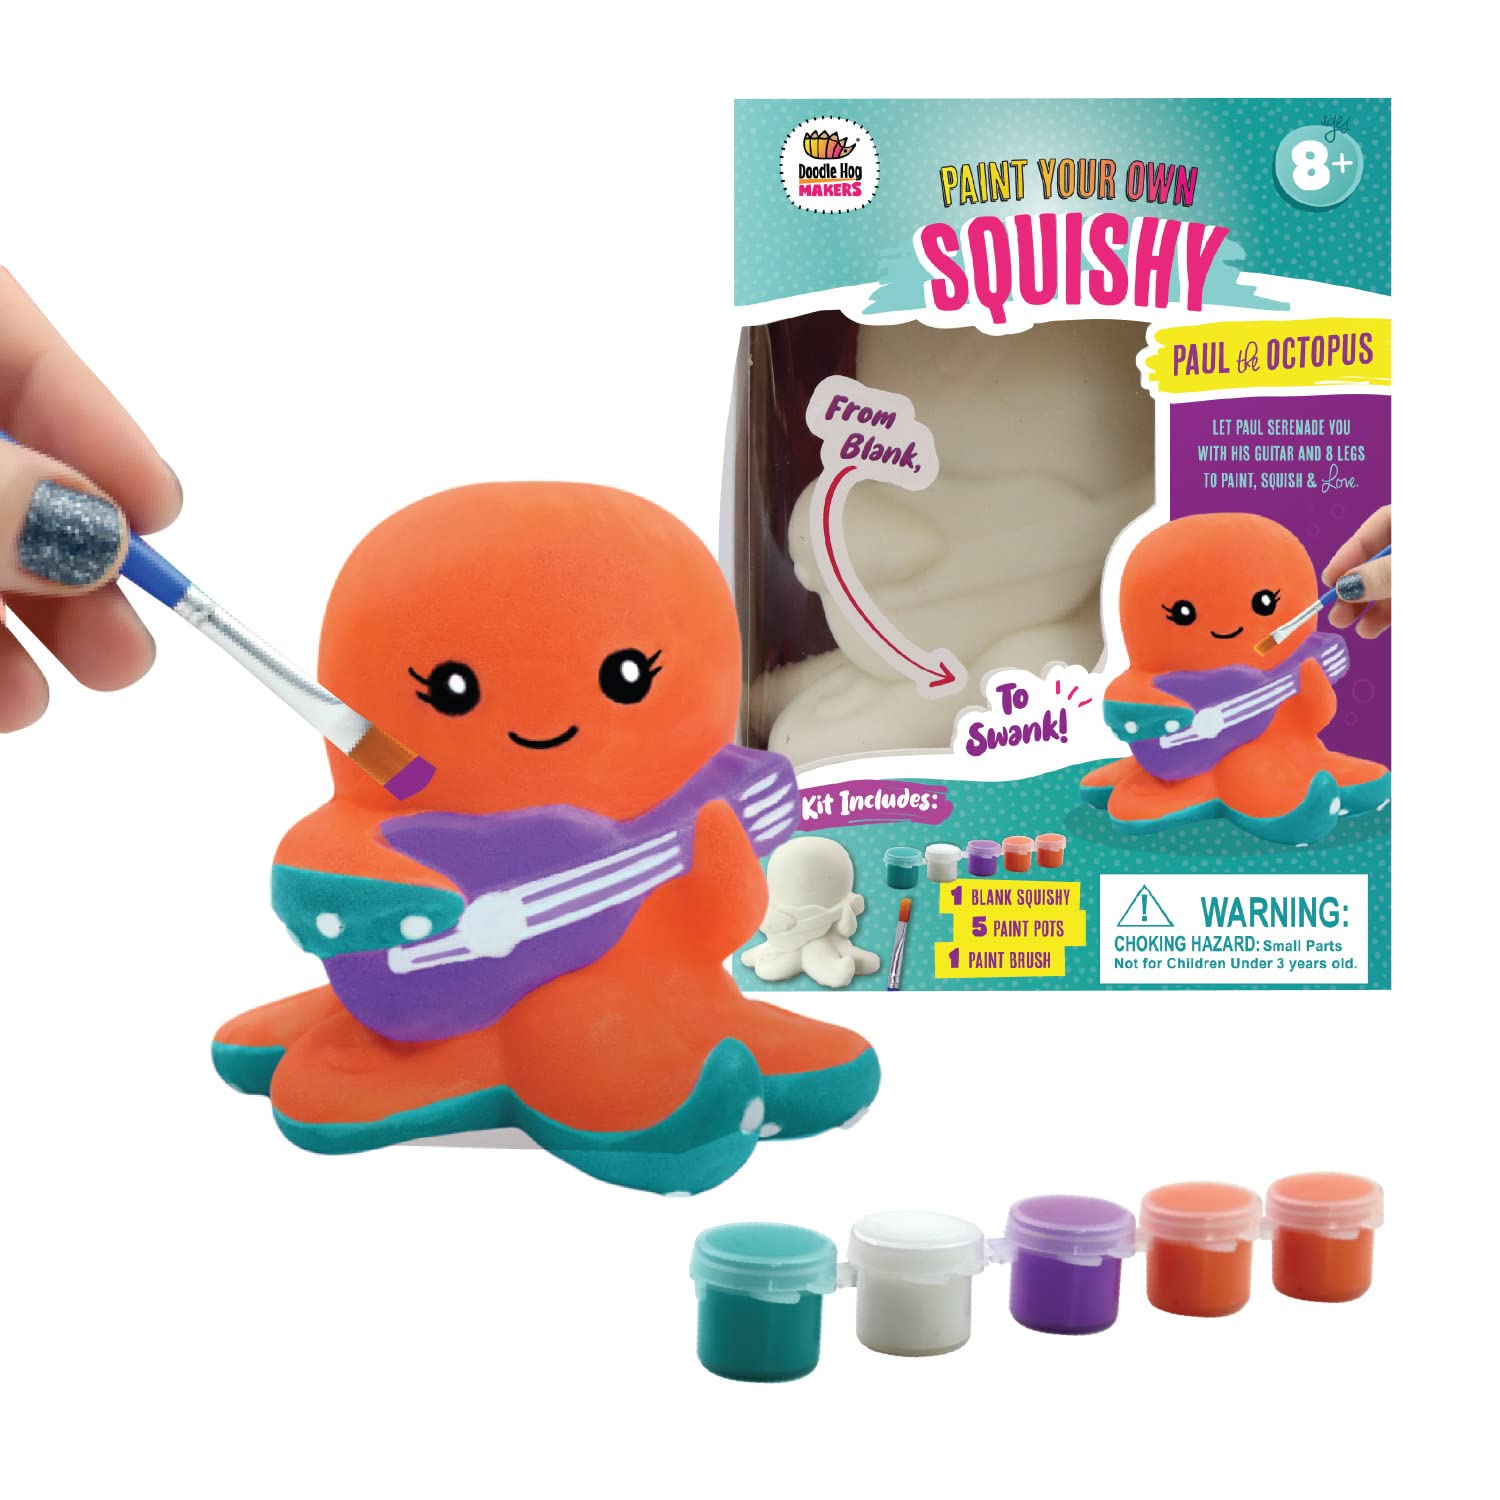 Doodle Hog
MAKERS
PAINT YOUR OWN
SQUISHY
ages
8+
PAUL the OCTOPUS
LET PAUL SERENADE YOU
WITH HIS GUITAR AND 8 LEGS
TO PAINT, SQUISH & Love.
From
Blank,
To
Swank!
Kit Includes:
1 BLANK SQUISHY
5 PAINT POTS
1 PAINT BRUSH
WARNING:
CHOKING HAZARD: Small Parts
Not for Children Under 3 years old.